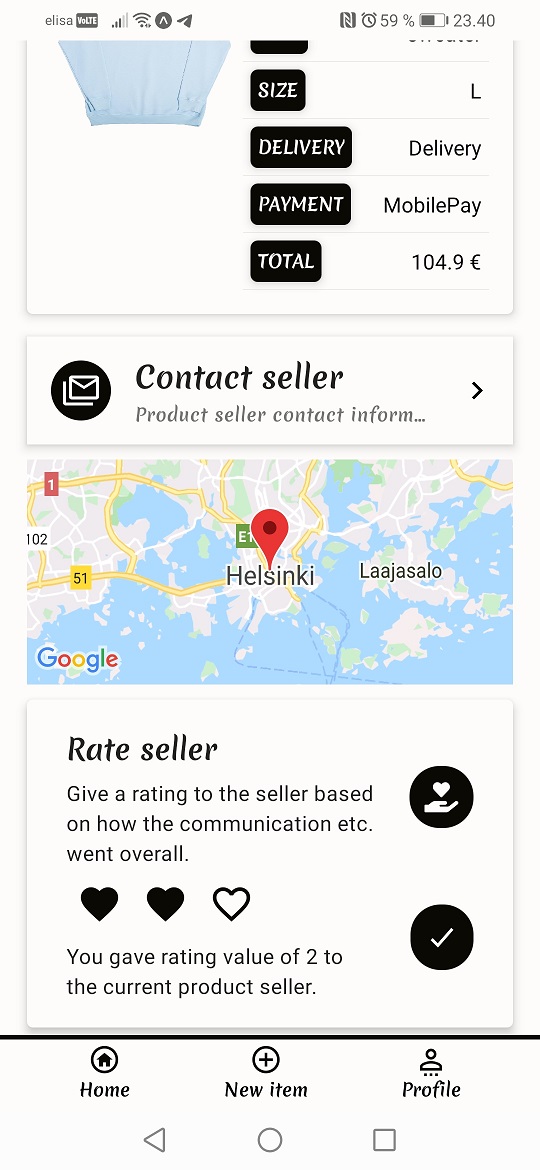 elisa VoLTE 59 % 23.40
SIZE L
DELIVERY Delivery
PAYMENT MobilePay
TOTAL 104.9 €
Contact seller
Product seller contact inform...
1
102
E1
51
Helsinki
Laajasalo
Google
Rate seller
Give a rating to the seller based
on how the communication etc.
went overall.
You gave rating value of 2 to
the current product seller.
Home New item Profile